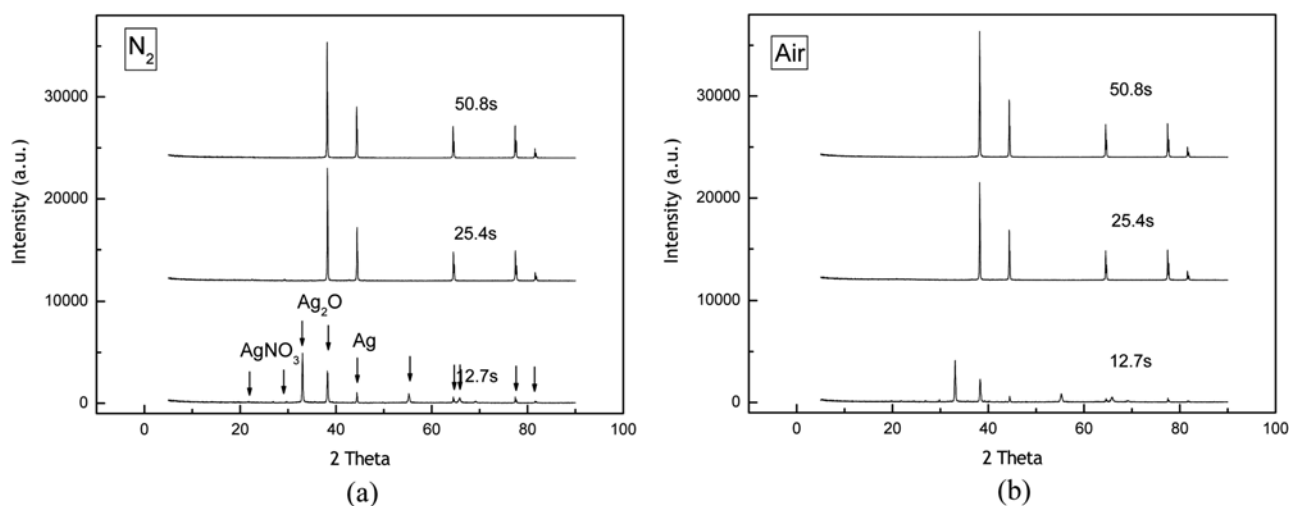 N2
Intensity (a.u.)
30000
20000
10000
0
50.8s
25.4s
Ag2O
AgNO3
Ag
12.7s
0
20
40
60
80
100
2 Theta
(a)
Air
Intensity (a.u.)
30000
20000
10000
0
50.8s
25.4s
12.7s
0
20
40
60
80
100
2 Theta
(b)